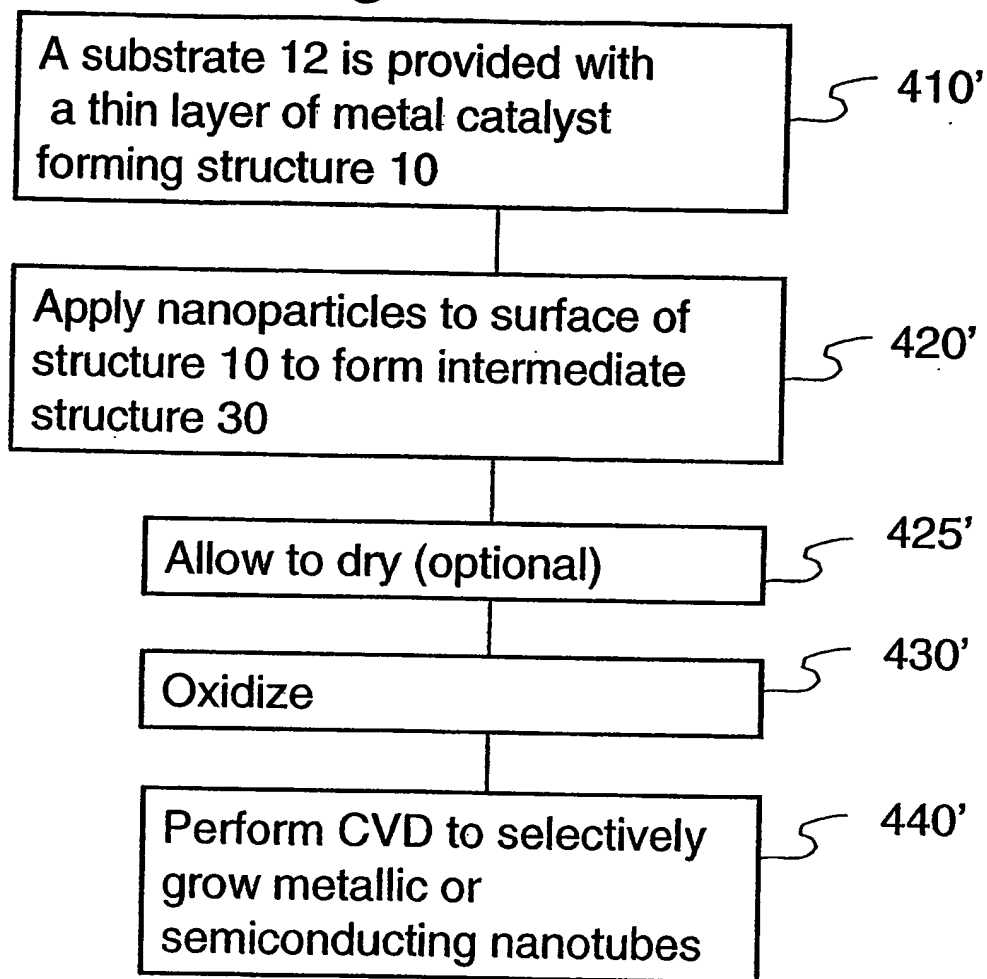 A substrate 12 is provided with
a thin layer of metal catalyst
forming structure 10
410'
Apply nanoparticles to surface of
structure 10 to form intermediate
structure 30
420'
Allow to dry (optional)
425'
Oxidize
430'
Perform CVD to selectively
grow metallic or
semiconducting nanotubes
440'